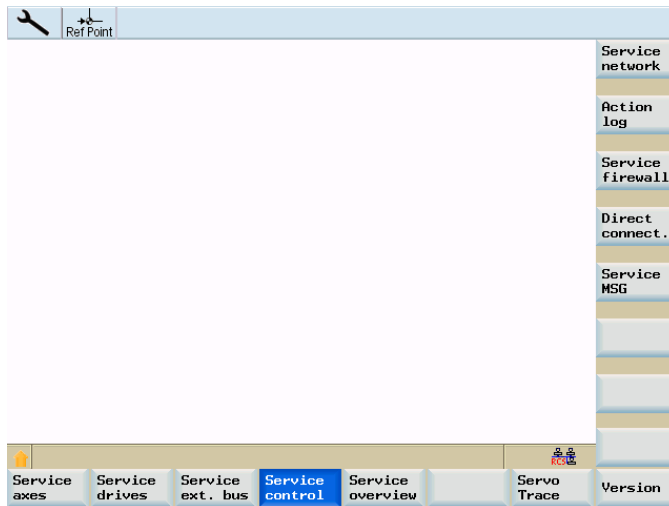 Ref Point
Service
network
Action
log
Service
firewall
Direct
connect.
Service
MSG
RCS
Service
axes
Service
drives
Service
ext. bus
Service
control
Service
overview
Servo
Trace
Version